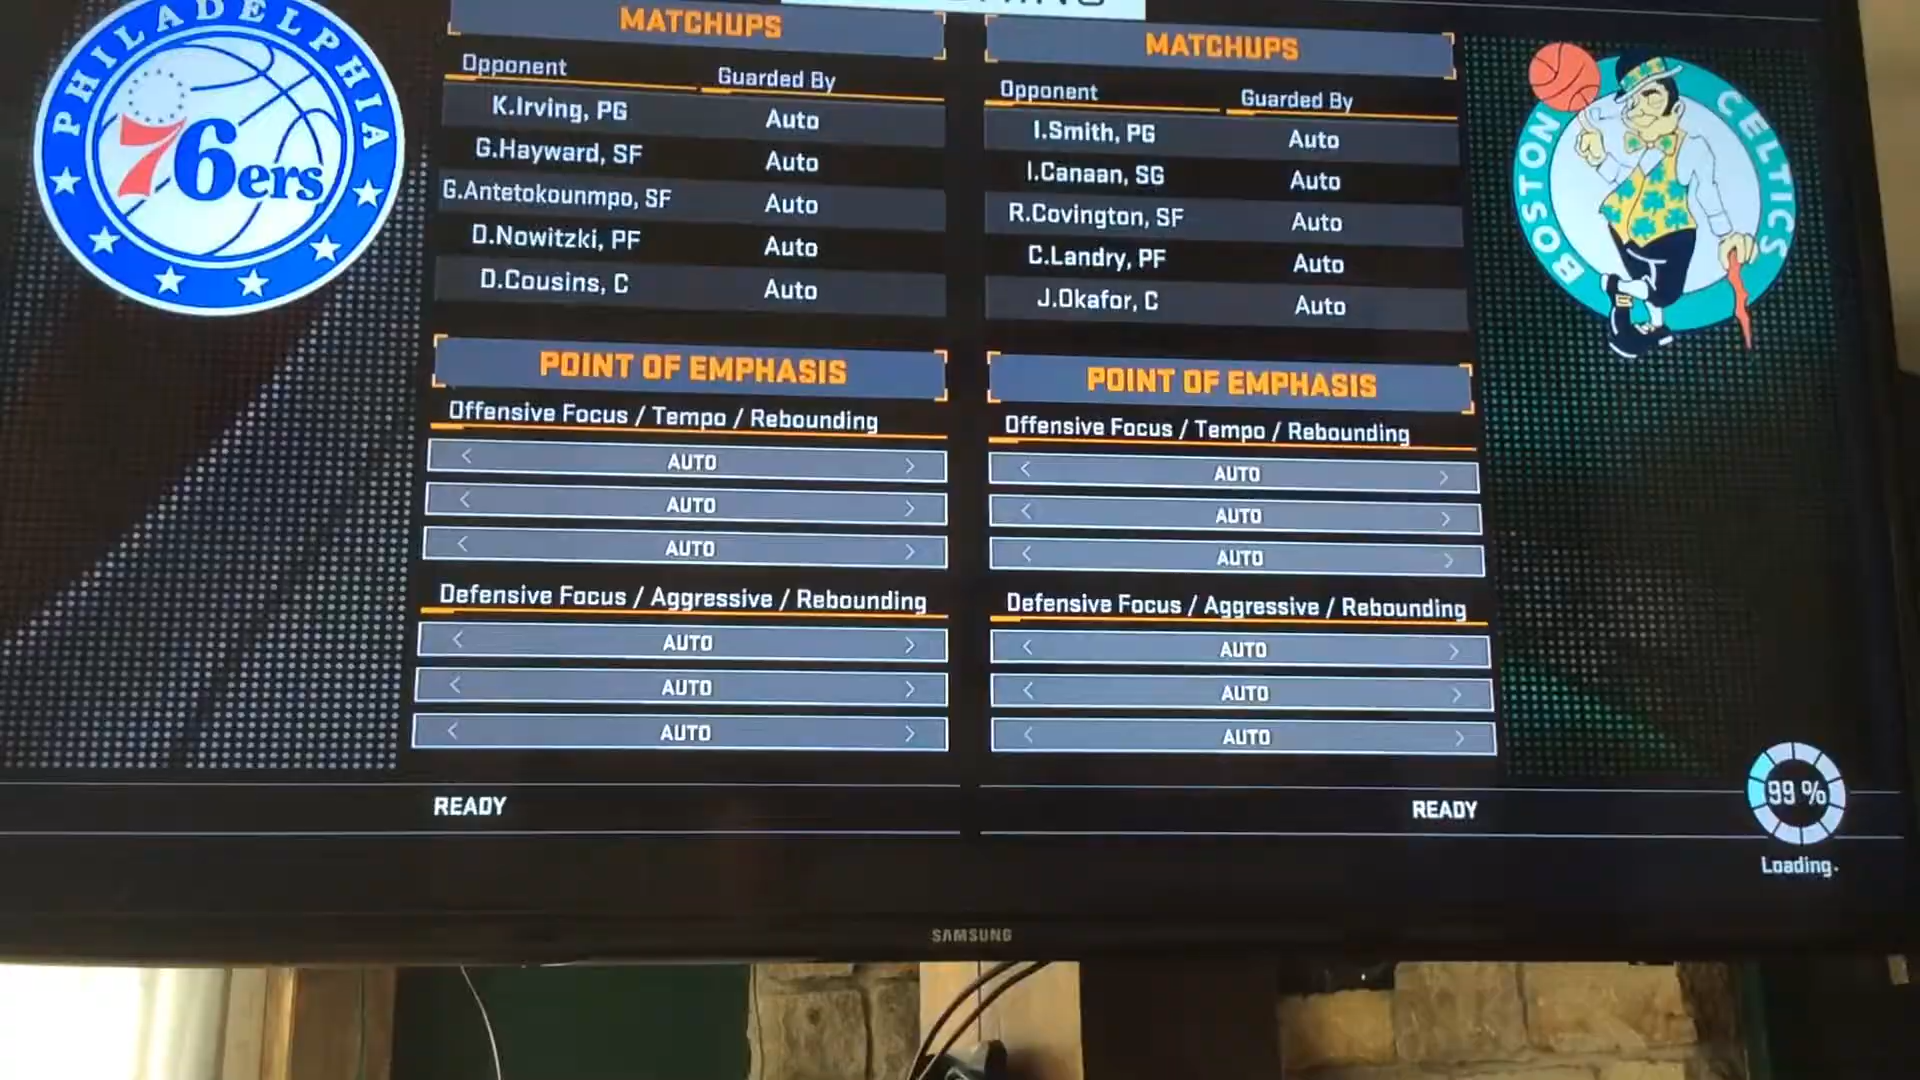 PHILADELPHIA
76ers
MATCHUPS
Opponent Guarded By
K.Irving, PG Auto
G.Hayward, SF Auto
G.Antetokounmpo, SF Auto
D.Nowitzki, PF Auto
D.Cousins, C Auto
POINT OF EMPHASIS
Offensive Focus / Tempo / Rebounding
< AUTO >
< AUTO >
< AUTO >
Defensive Focus / Aggressive / Rebounding
< AUTO >
< AUTO >
< AUTO >
READY
MATCHUPS
Opponent Guarded By
I.Smith, PG Auto
I.Canaan, SG Auto
R.Covington, SF Auto
C.Landry, PF Auto
J.Okafor, C Auto
POINT OF EMPHASIS
Offensive Focus / Tempo / Rebounding
< AUTO >
< AUTO >
< AUTO >
Defensive Focus / Aggressive / Rebounding
< AUTO >
< AUTO >
< AUTO >
READY
BOSTON CELTICS
99 %
Loading.
SAMSUNG